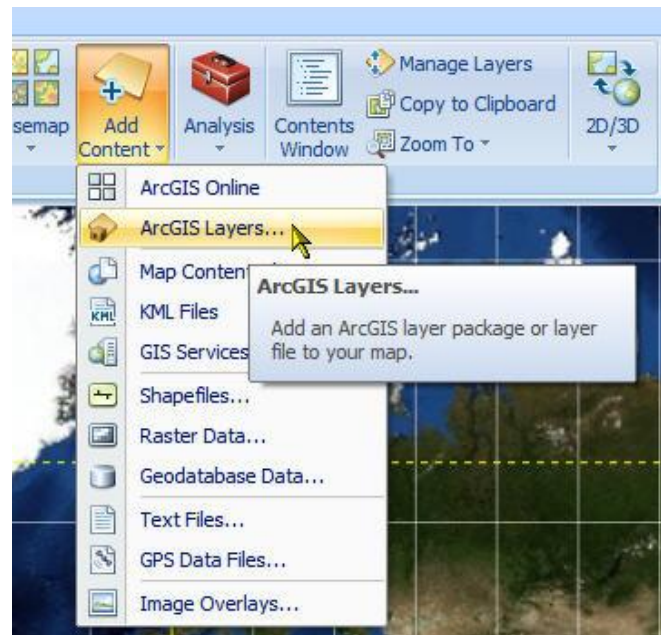 semap
Add
Content
Analysis
Contents
Window
Manage Layers
Copy to Clipboard
Zoom To
2D/3D
ArcGIS Online
ArcGIS Layers...
Map Conten
KML Files
GIS Services
Shapefiles...
Raster Data...
Geodatabase Data...
Text Files...
GPS Data Files...
Image Overlays...
ArcGIS Layers...
Add an ArcGIS layer package or layer
file to your map.
KML